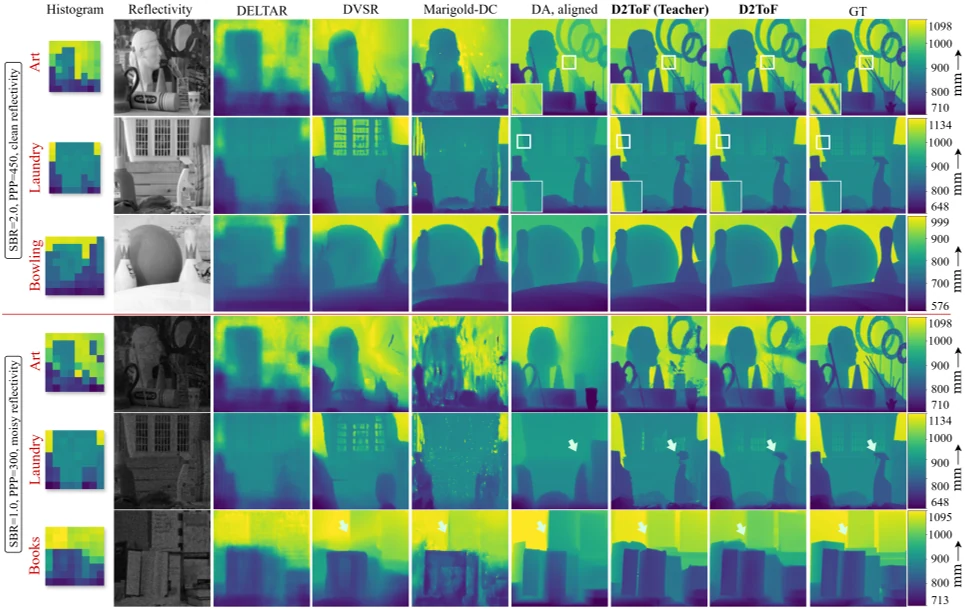 Histogram Reflectivity DELTAR DVSR Marigold-DC DA, aligned D2ToF (Teacher) D2ToF GT
SBR=2.0, PPP=450, clean reflectivity
Art
1098
1000
900
800
710
mm
Laundry
1134
1000
900
800
648
mm
Bowling
999
900
800
700
576
mm
SBR=1.0, PPP=300, noisy reflectivity
Art
1098
1000
900
800
710
mm
Laundry
1134
1000
900
800
648
mm
Books
1095
1000
900
800
713
mm